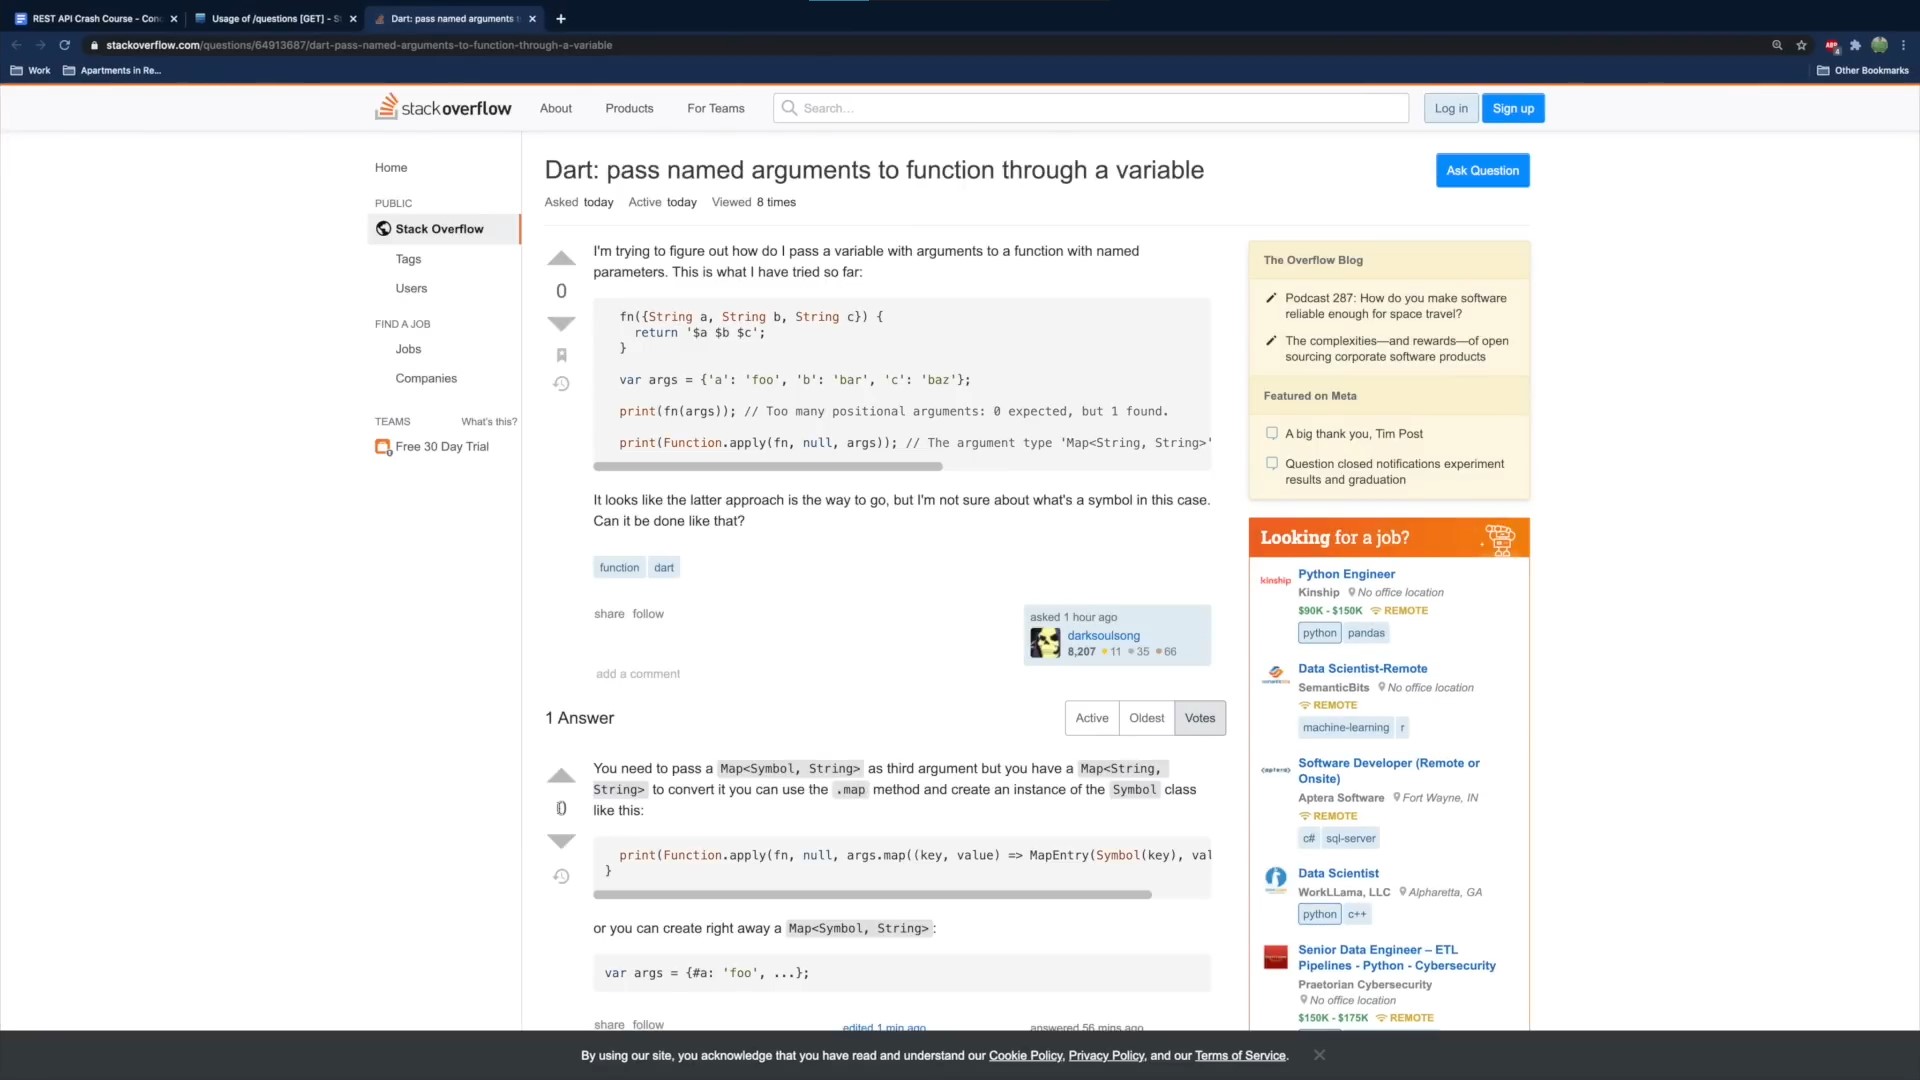 REST API Crash Course - Con
Usage of /questions [GET] - S
Dart: pass named arguments t
stackoverflow.com/questions/64913687/dart-pass-named-arguments-to-function-through-a-variable
Work
Apartments in Re...
Other Bookmarks
stackoverflow
About
Products
For Teams
Search...
Log in
Sign up
Home
PUBLIC
Stack Overflow
Tags
Users
FIND A JOB
Jobs
Companies
TEAMS
What's this?
Free 30 Day Trial
Dart: pass named arguments to function through a variable
Ask Question
Asked today Active today Viewed 8 times
I'm trying to figure out how do I pass a variable with arguments to a function with named
parameters. This is what I have tried so far:
0
fn({String a, String b, String c}) {
return '$a $b $c';
}
var args = {'a': 'foo', 'b': 'bar', 'c': 'baz'};
print(fn(args)); // Too many positional arguments: 0 expected, but 1 found.
print(Function.apply(fn, null, args)); // The argument type 'Map<String, String>'
It looks like the latter approach is the way to go, but I'm not sure about what's a symbol in this case.
Can it be done like that?
function dart
share follow
asked 1 hour ago
darksoulsong
8,207 11 35 66
add a comment
1 Answer
Active Oldest Votes
You need to pass a Map<Symbol, String> as third argument but you have a Map<String,
String> to convert it you can use the .map method and create an instance of the Symbol class
like this:
0
print(Function.apply(fn, null, args.map((key, value) => MapEntry(Symbol(key), val
}
or you can create right away a Map<Symbol, String>:
var args = {#a: 'foo', ...};
share follow
edited 1 min ago
answered 56 mins ago
The Overflow Blog
Podcast 287: How do you make software
reliable enough for space travel?
The complexities—and rewards—of open
sourcing corporate software products
Featured on Meta
A big thank you, Tim Post
Question closed notifications experiment
results and graduation
Looking for a job?
kinship
Python Engineer
Kinship No office location
$90K - $150K REMOTE
python pandas
Data Scientist-Remote
SemanticBits No office location
REMOTE
machine-learning r
Software Developer (Remote or
Onsite)
Aptera Software Fort Wayne, IN
REMOTE
c# sql-server
Data Scientist
WorkLLama, LLC Alpharetta, GA
python c++
Senior Data Engineer – ETL
Pipelines - Python - Cybersecurity
Praetorian Cybersecurity
No office location
$150K - $175K REMOTE
By using our site, you acknowledge that you have read and understand our Cookie Policy, Privacy Policy, and our Terms of Service.